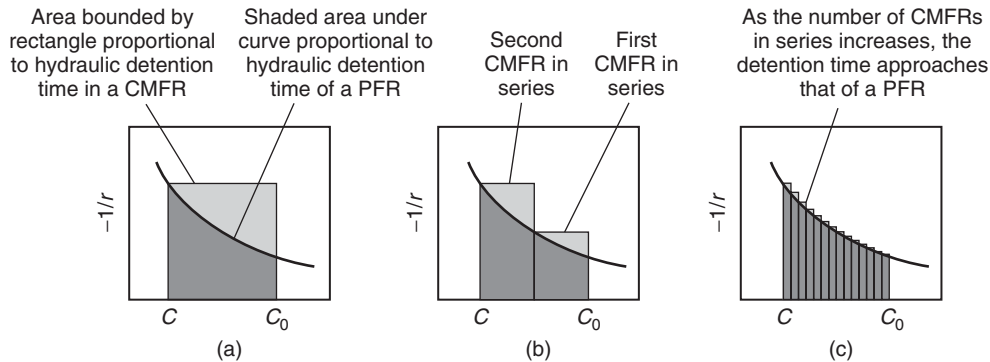 Area bounded by
rectangle proportional
to hydraulic detention
time in a CMFR
Shaded area under
curve proportional to
hydraulic detention
time of a PFR
−1/r
C
C₀
(a)
Second
CMFR in
series
First
CMFR in
series
−1/r
C
C₀
(b)
As the number of CMFRs
in series increases, the
detention time approaches
that of a PFR
−1/r
C
C₀
(c)